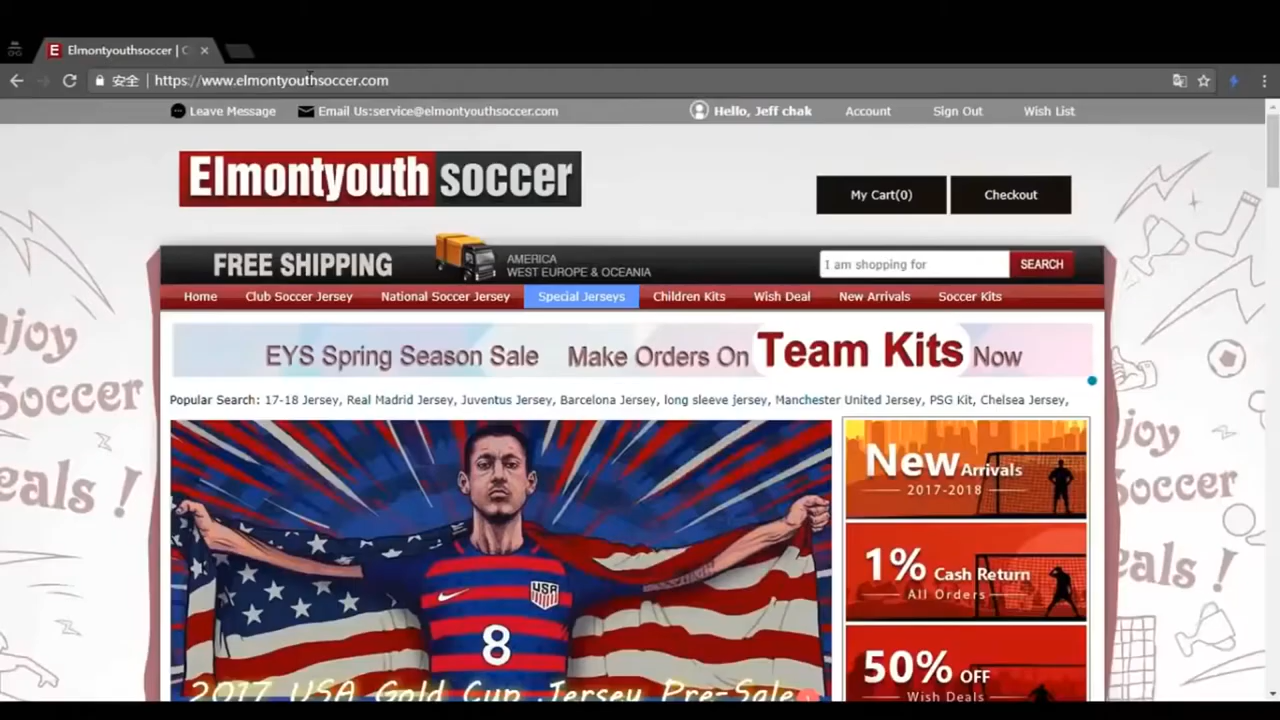 E Elmontyouthsoccer | C
安全 https://www.elmontyouthsoccer.com
Leave Message Email Us:service@elmontyouthsoccer.com Hello, Jeff chak Account Sign Out Wish List
Elmontyouth soccer
My Cart(0) Checkout
FREE SHIPPING
AMERICA
WEST EUROPE & OCEANIA
I am shopping for SEARCH
Home Club Soccer Jersey National Soccer Jersey Special Jerseys Children Kits Wish Deal New Arrivals Soccer Kits
EYS Spring Season Sale Make Orders On Team Kits Now
Popular Search: 17-18 Jersey, Real Madrid Jersey, Juventus Jersey, Barcelona Jersey, long sleeve jersey, Manchester United Jersey, PSG Kit, Chelsea Jersey,
njoy
Soccer
eals !
USA
8
2017 USA Gold Cup Jersey Pre-Sale
New Arrivals
2017-2018
1% Cash Return
All Orders
50% OFF
Wish Deals
njoy
Soccer
eals !